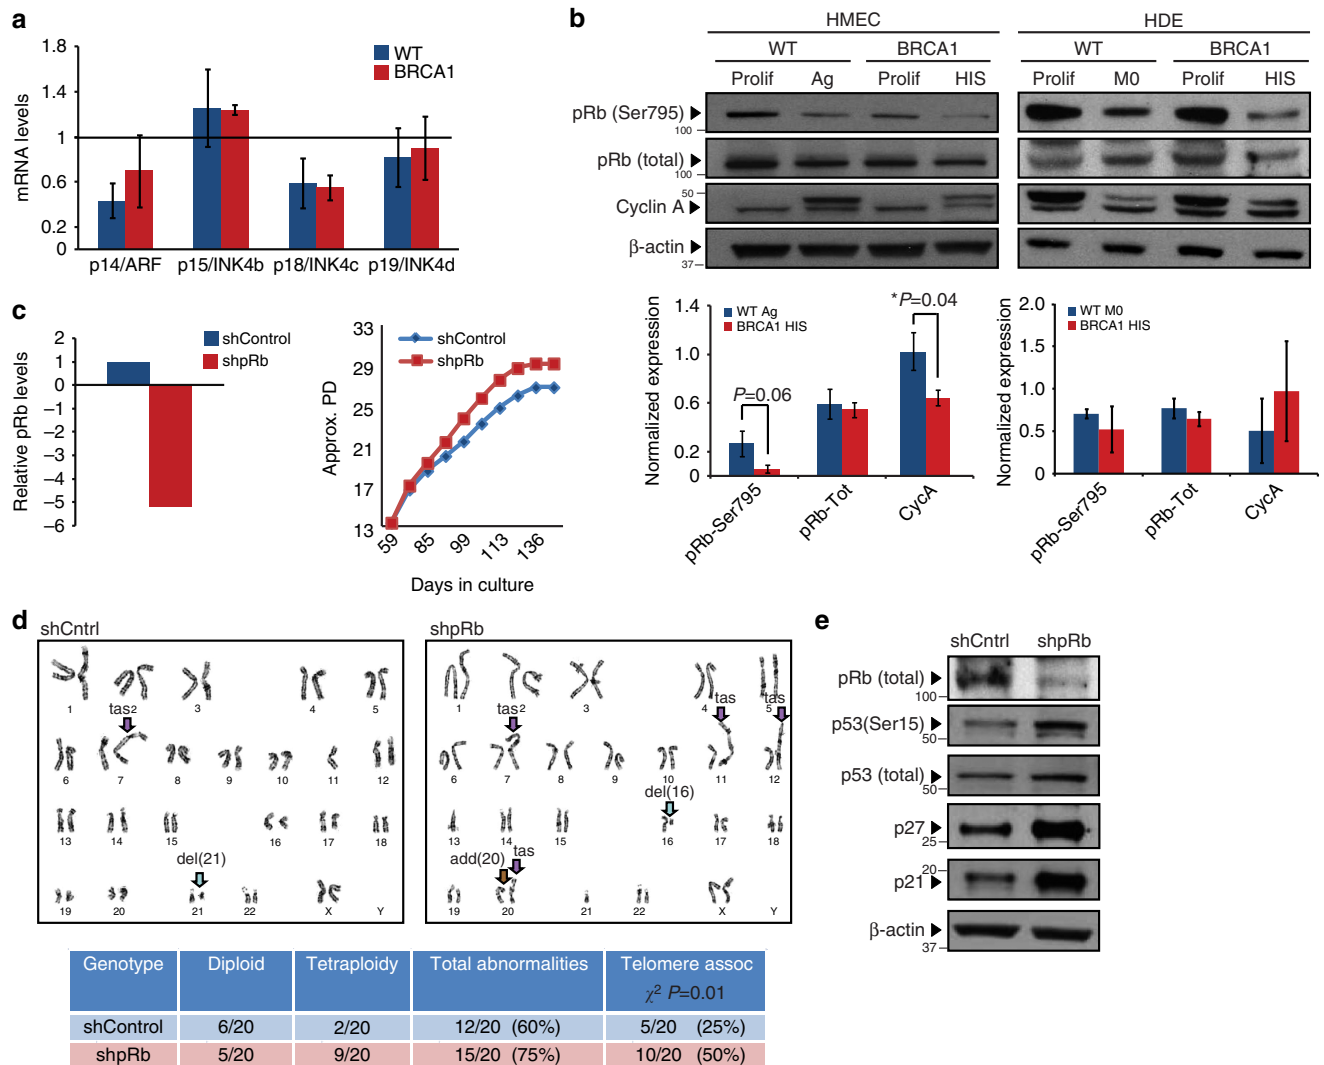 a
1.8
1.4
1
0.6
0.2
0
mRNA levels
WT
BRCA1
p14/ARF p15/INK4b p18/INK4c p19/INK4d
b
HMEC
HDE
WT BRCA1 WT BRCA1
Prolif Ag Prolif HIS Prolif M0 Prolif HIS
pRb (Ser795)
100
pRb (total)
100
50
Cyclin A
β-actin
37
1.4
1.0
0.6
0.2
0
Normalized expression
WT Ag
BRCA1 HIS
P=0.06
*P=0.04
pRb-Ser795 pRb-Tot CycA
2.0
1.5
1.0
0.5
0
Normalized expression
WT M0
BRCA1 HIS
pRb-Ser795 pRb-Tot CycA
c
2
1
0
−1
−2
−3
−4
−5
−6
Relative pRb levels
shControl
shpRb
33
29
25
21
17
13
Approx. PD
shControl
shpRb
59 85 99 113 136
Days in culture
d
shCntrl
1 2 3 4 5
tas
6 7 8 9 10 11 12
13 14 15 16 17 18
del(21)
19 20 21 22 X Y
shpRb
1 2 3 4 5
tas tas tas
6 7 8 9 10 11 12
del(16)
13 14 15 16 17 18
add(20) tas
19 20 21 22 X Y
Genotype Diploid Tetraploidy Total abnormalities Telomere assoc
χ² P=0.01
shControl 6/20 2/20 12/20 (60%) 5/20 (25%)
shpRb 5/20 9/20 15/20 (75%) 10/20 (50%)
e
shCntrl shpRb
pRb (total)
100
p53(Ser15)
50
p53 (total)
50
p27
25
20
p21
β-actin
37